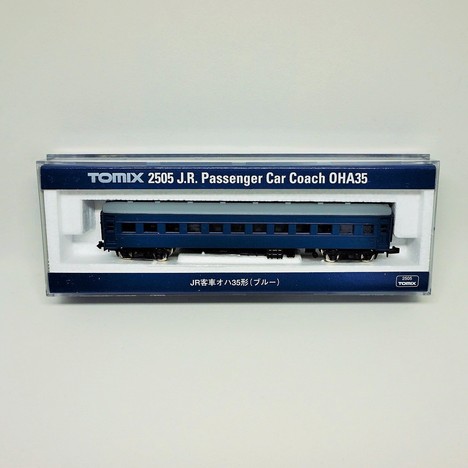 TOMIX 2505 J.R. Passenger Car Coach OHA35
JR客車オハ35形(ブルー)
2505
TOMIX